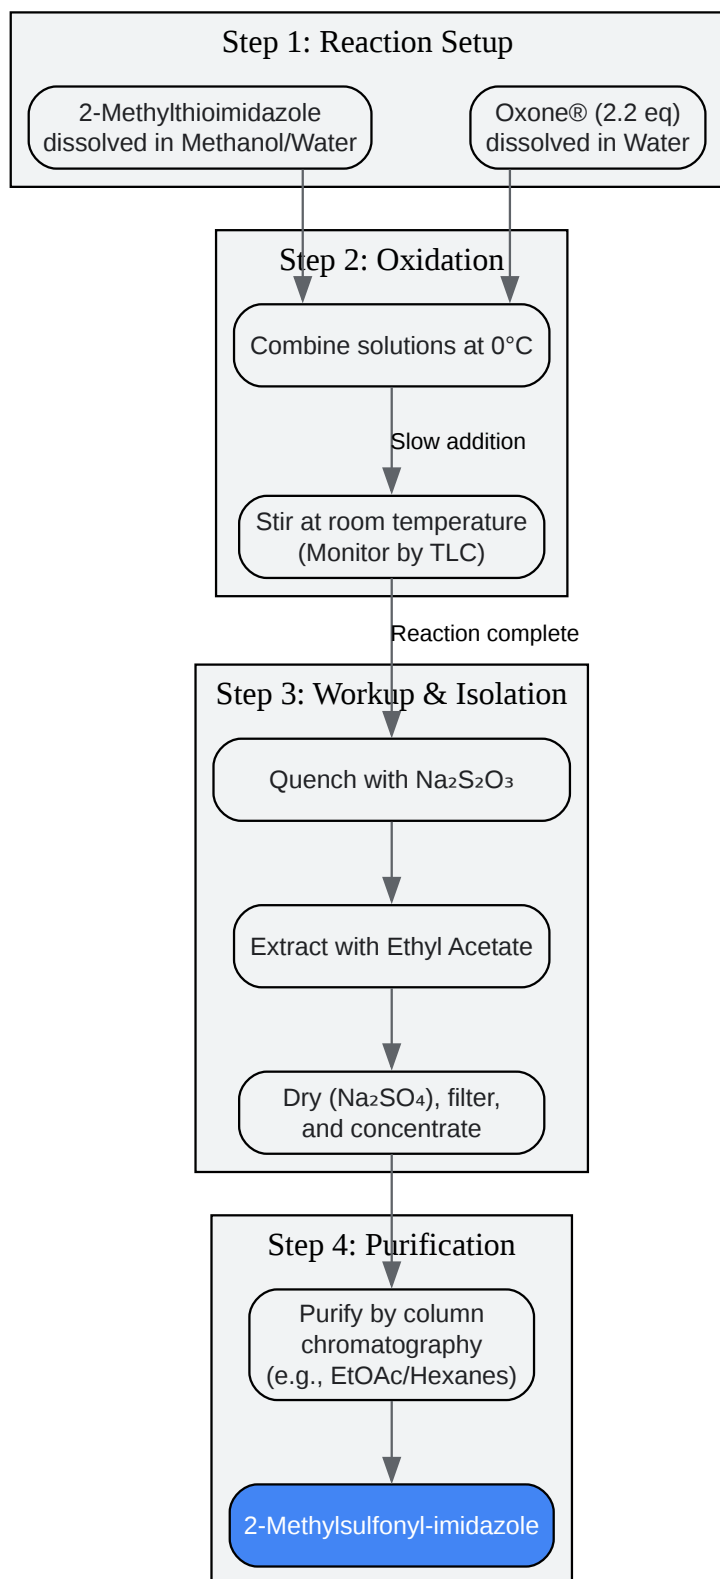 Step 1: Reaction Setup
2-Methylthioimidazole
dissolved in Methanol/Water
Oxone® (2.2 eq)
dissolved in Water
Step 2: Oxidation
Combine solutions at 0°C
Slow addition
Stir at room temperature
(Monitor by TLC)
Reaction complete
Step 3: Workup & Isolation
Quench with Na₂S₂O₃
Extract with Ethyl Acetate
Dry (Na₂SO₄), filter,
and concentrate
Step 4: Purification
Purify by column
chromatography
(e.g., EtOAc/Hexanes)
2-Methylsulfonyl-imidazole